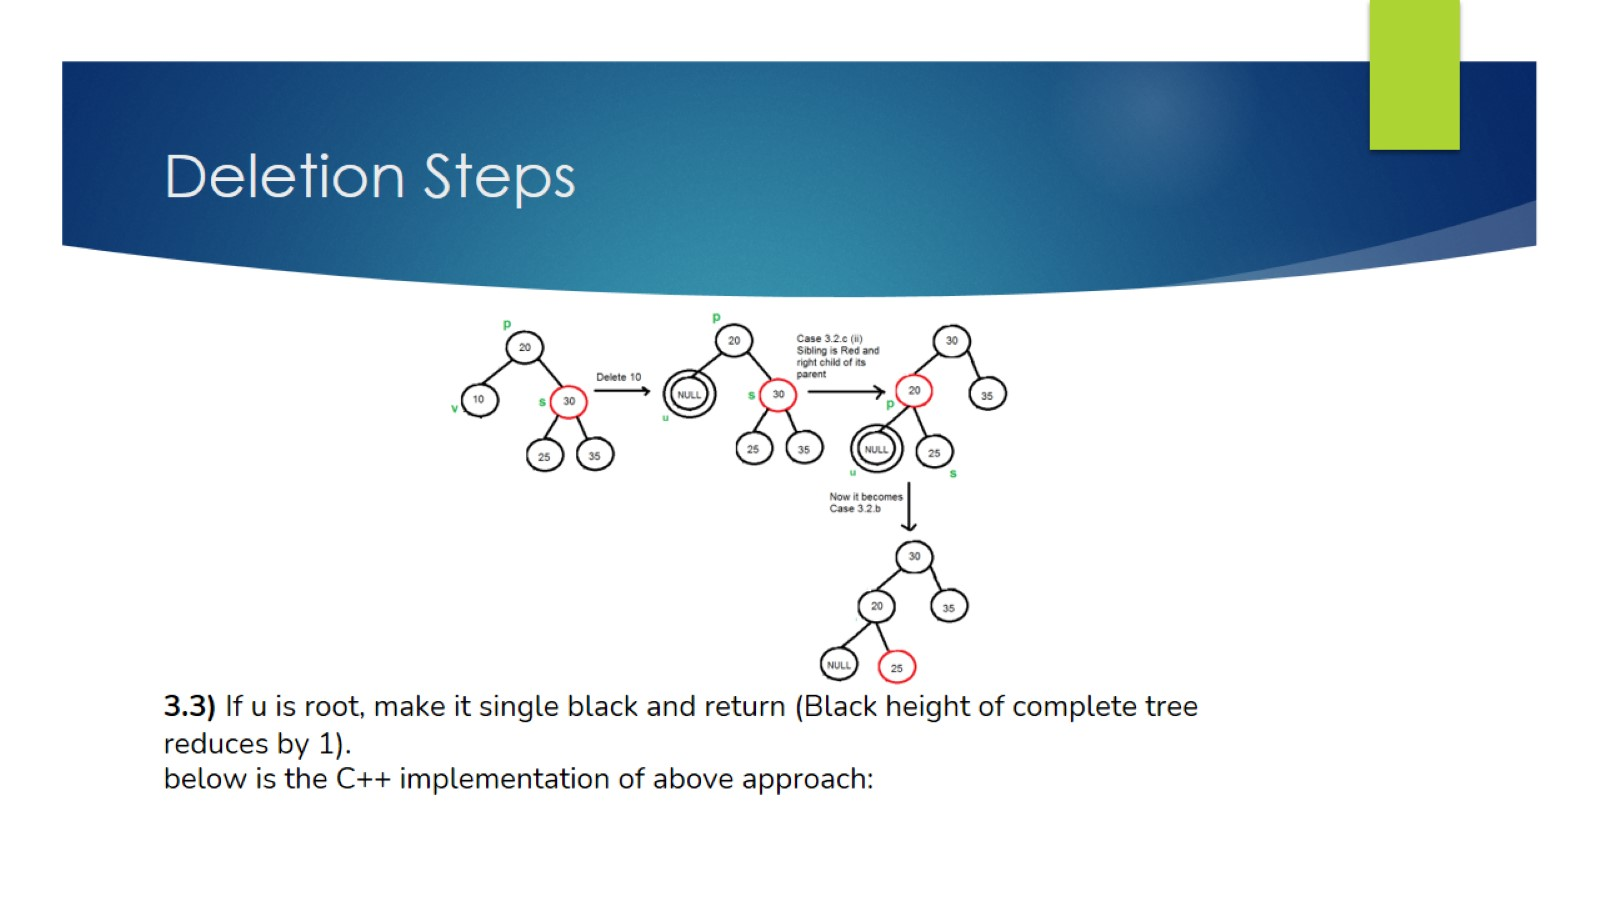 Deletion Steps
p
20
10
v
s
30
25
35
Delete 10
p
20
NULL
u
s
30
25
35
Case 3.2.c (ii)
Sibling is Red and
right child of its
parent
30
20
p
35
NULL
u
25
s
Now it becomes
Case 3.2.b
30
20
35
NULL
25
3.3) If u is root, make it single black and return (Black height of complete tree
reduces by 1).
below is the C++ implementation of above approach: